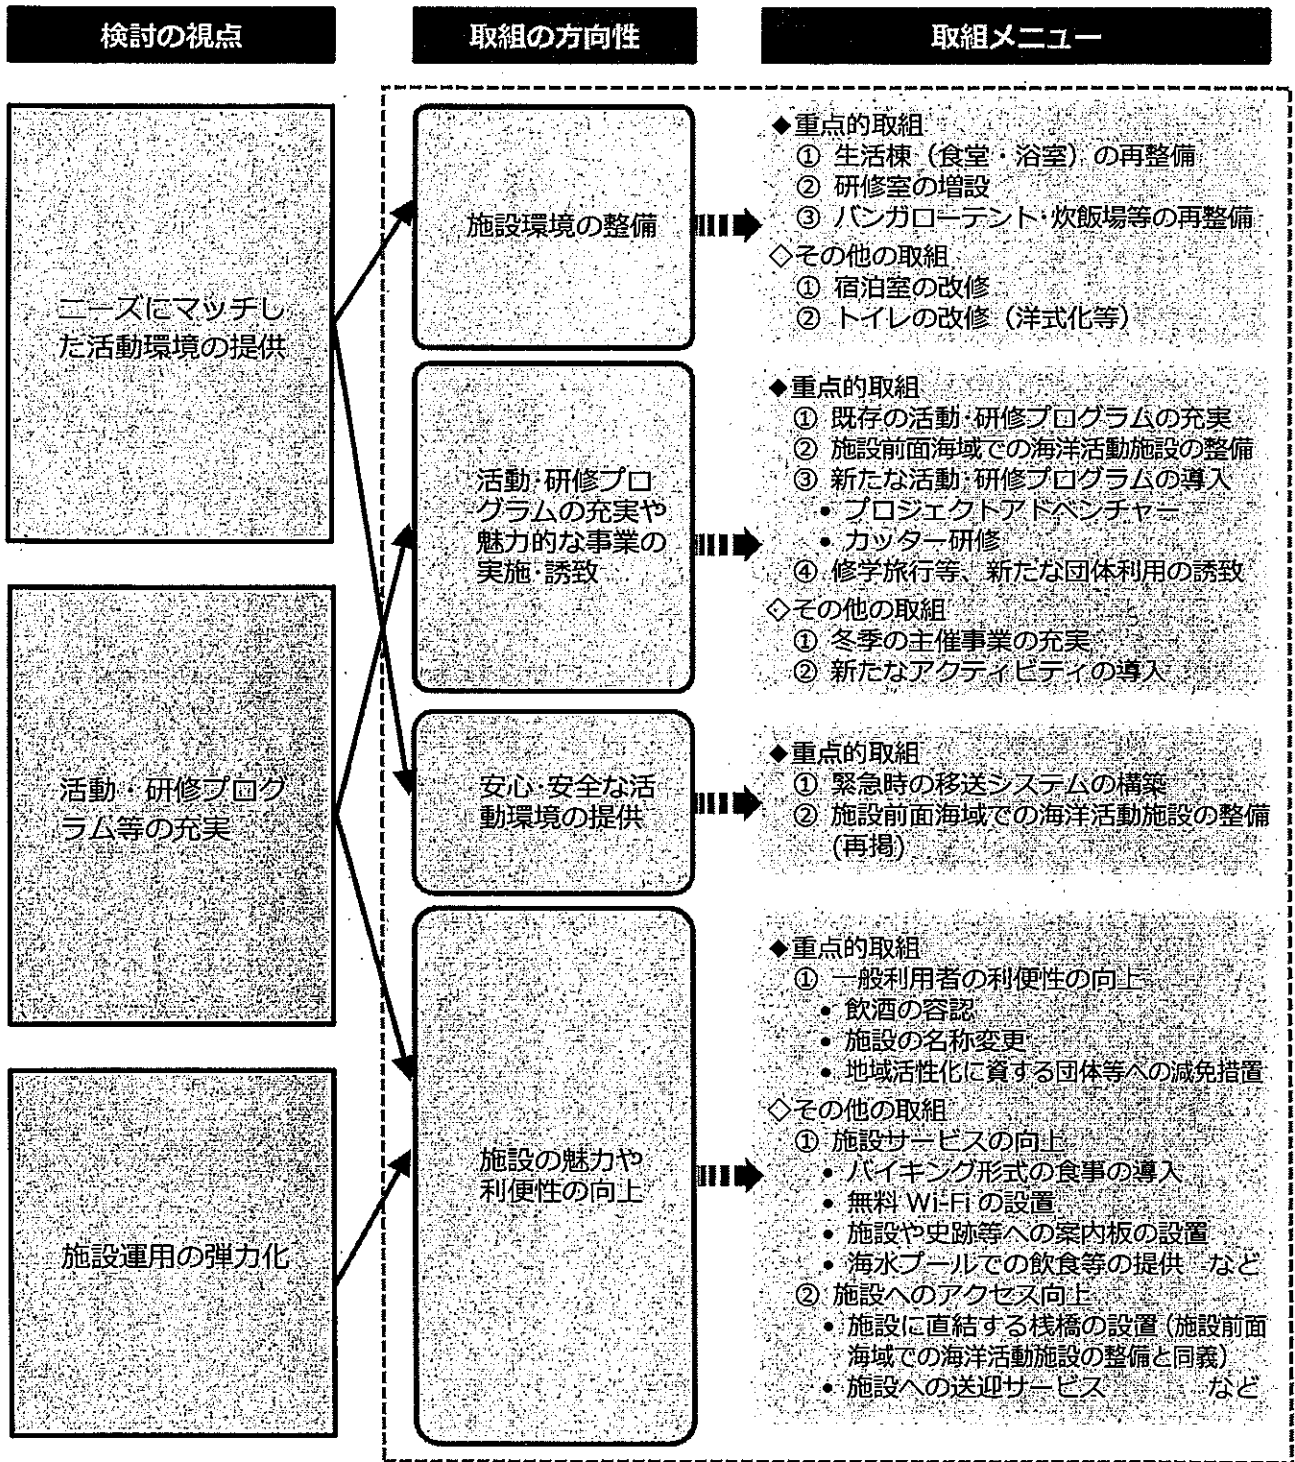 検討の視点
取組の方向性
取組メニュー
ニーズにマッチし
た活動環境の提供
活動・研修プログ
ラム等の充実
施設運用の弾力化
施設環境の整備
活動・研修プロ
グラムの充実や
魅力的な事業の
実施・誘致
安心・安全な活
動環境の提供
施設の魅力や
利便性の向上
◆重点的取組
① 生活棟（食堂・浴室）の再整備
② 研修室の増設
③ バンガローテント・炊飯場等の再整備
◇その他の取組
① 宿泊室の改修
② トイレの改修（洋式化等）
◆重点的取組
① 既存の活動・研修プログラムの充実
② 施設前面海域での海洋活動施設の整備
③ 新たな活動・研修プログラムの導入
• プロジェクトアドベンチャー
• カッター研修
④ 修学旅行等、新たな団体利用の誘致
◇その他の取組
① 冬季の主催事業の充実
② 新たなアクティビティの導入
◆重点的取組
① 緊急時の移送システムの構築
② 施設前面海域での海洋活動施設の整備
(再掲)
◆重点的取組
① 一般利用者の利便性の向上
• 飲酒の容認
• 施設の名称変更
• 地域活性化に資する団体等への減免措置
◇その他の取組
① 施設サービスの向上
• バイキング形式の食事の導入
• 無料 Wi-Fi の設置
• 施設や史跡等への案内板の設置
• 海水プールでの飲食等の提供 など
② 施設へのアクセス向上
• 施設に直結する桟橋の設置（施設前面
海域での海洋活動施設の整備と同義）
• 施設への送迎サービス など